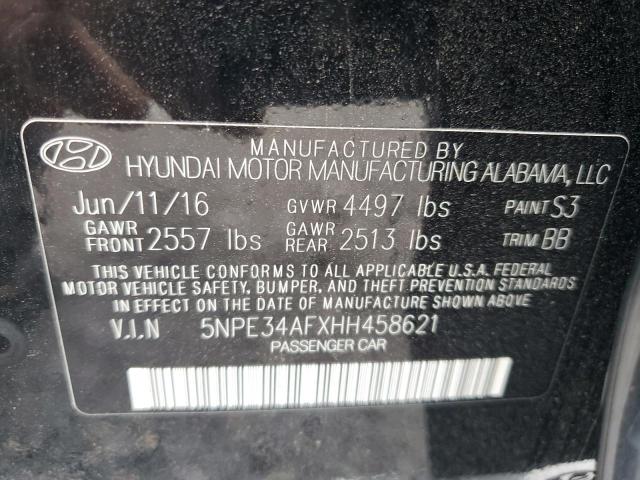 MANUFACTURED BY
HYUNDAI MOTOR MANUFACTURING ALABAMA, LLC
Jun/11/16 GVWR 4497 lbs PAINT S3
GAWR FRONT 2557 lbs GAWR REAR 2513 lbs TRIM BB
THIS VEHICLE CONFORMS TO ALL APPLICABLE U.S.A. FEDERAL
MOTOR VEHICLE SAFETY, BUMPER, AND THEFT PREVENTION STANDARDS
IN EFFECT ON THE DATE OF MANUFACTURE SHOWN ABOVE
V.I.N 5NPE34AFXHH458621
PASSENGER CAR